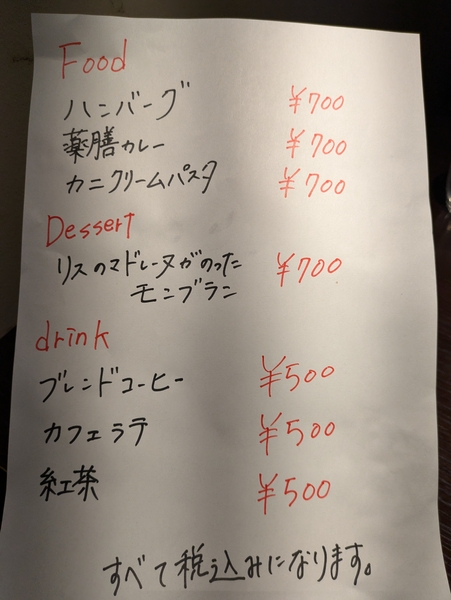 Food
ハンバーグ ¥700
薬膳カレー ¥700
カニクリームパスタ ¥700
Dessert
リスのマドレーヌがのった ¥700
モンブラン
drink
ブレンドコーヒー ¥500
カフェラテ ¥500
紅茶 ¥500
すべて税込みになります。